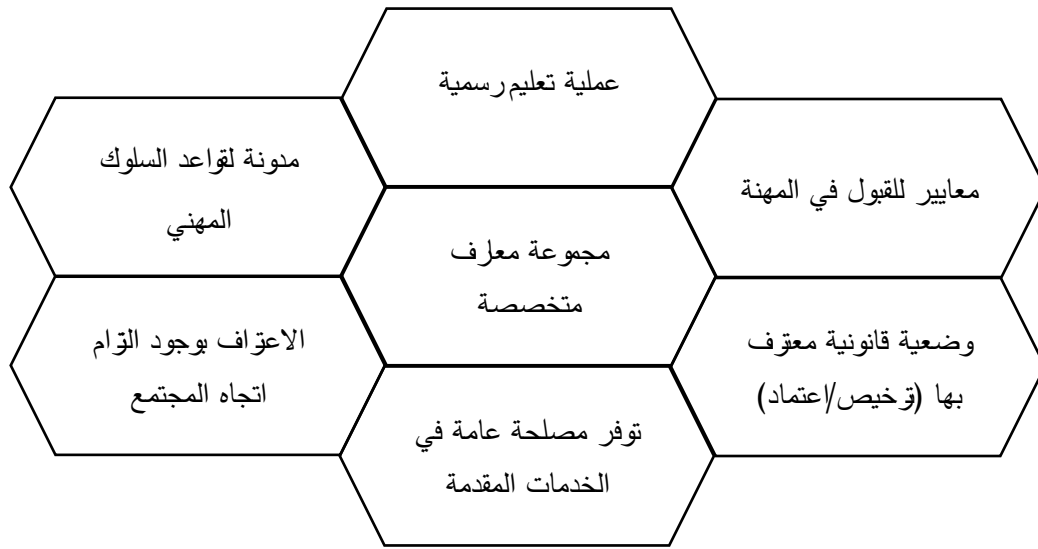 عملية تعليم رسمية
معايير للقبول في المهنة
مدونة لقواعد السلوك
المهني
مجموعة معارف
متخصصة
وضعية قانونية معترف
بها (ترخيص/اعتماد)
الاعتراف بوجود التزام
اتجاه المجتمع
توفر مصلحة عامة في
الخدمات المقدمة